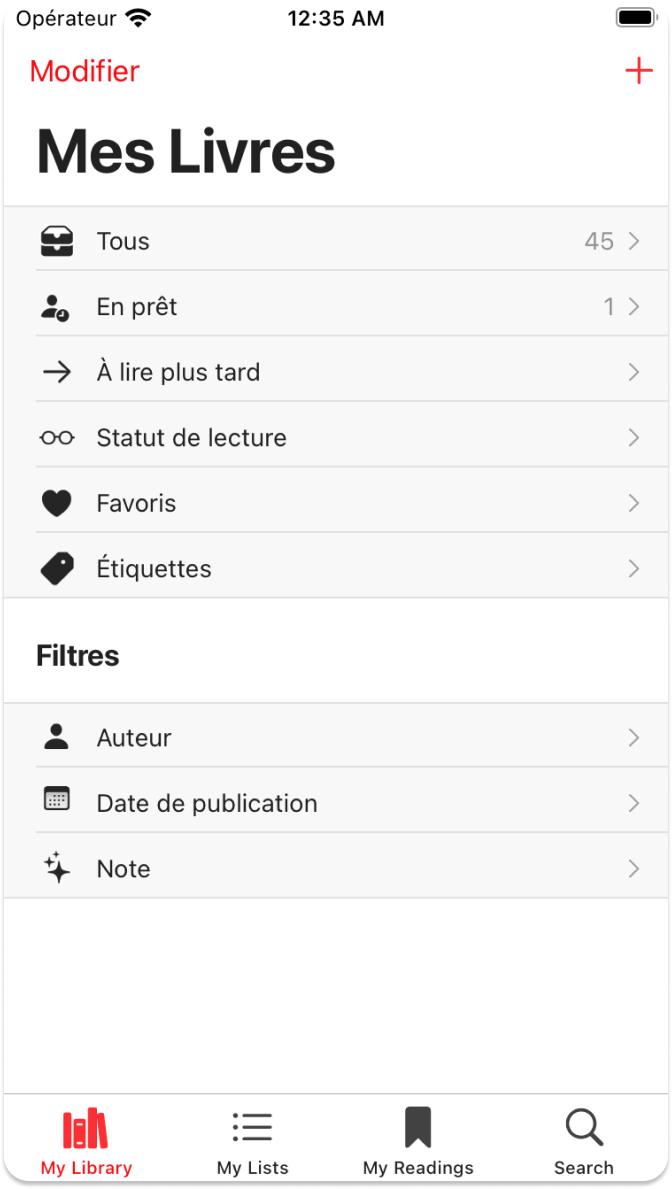 Opérateur 12:35 AM
Modifier
Mes Livres
Tous 45
En prêt 1
À lire plus tard
Statut de lecture
Favoris
Étiquettes
Filtres
Auteur
Date de publication
Note
My Library My Lists My Readings Search